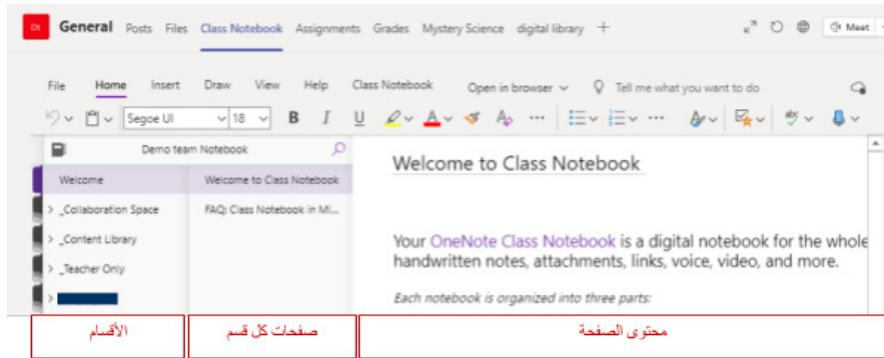 Dt General Posts Files Class Notebook Assignments Grades Mystery Science digital library + Meet
File Home Insert Draw View Help Class Notebook Open in browser Tell me what you want to do
Segoe UI 18 B I U A
Demo team Notebook
Welcome
> _Collaboration Space
> _Content Library
> _Teacher Only
>
Welcome to Class Notebook
FAQ: Class Notebook in Mi...
Welcome to Class Notebook
Your OneNote Class Notebook is a digital notebook for the whole
handwritten notes, attachments, links, voice, video, and more.
Each notebook is organized into three parts:
محتوى الصفحة
صفحات كل قسم
الأقسام